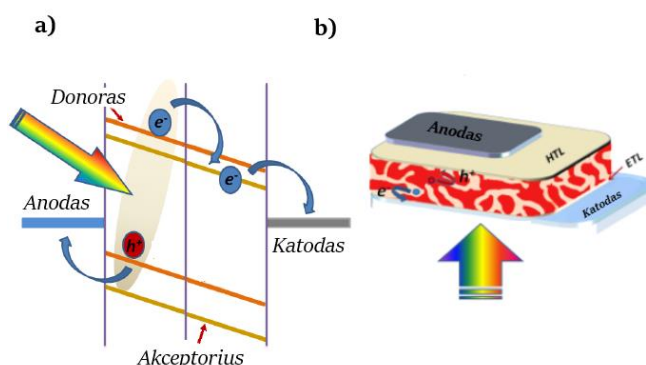 a)
Donoras
e-
e-
Anodas
h+
Katodas
Akceptorius
b)
Anodas
HTL
ETL
h+
e-
Katodas